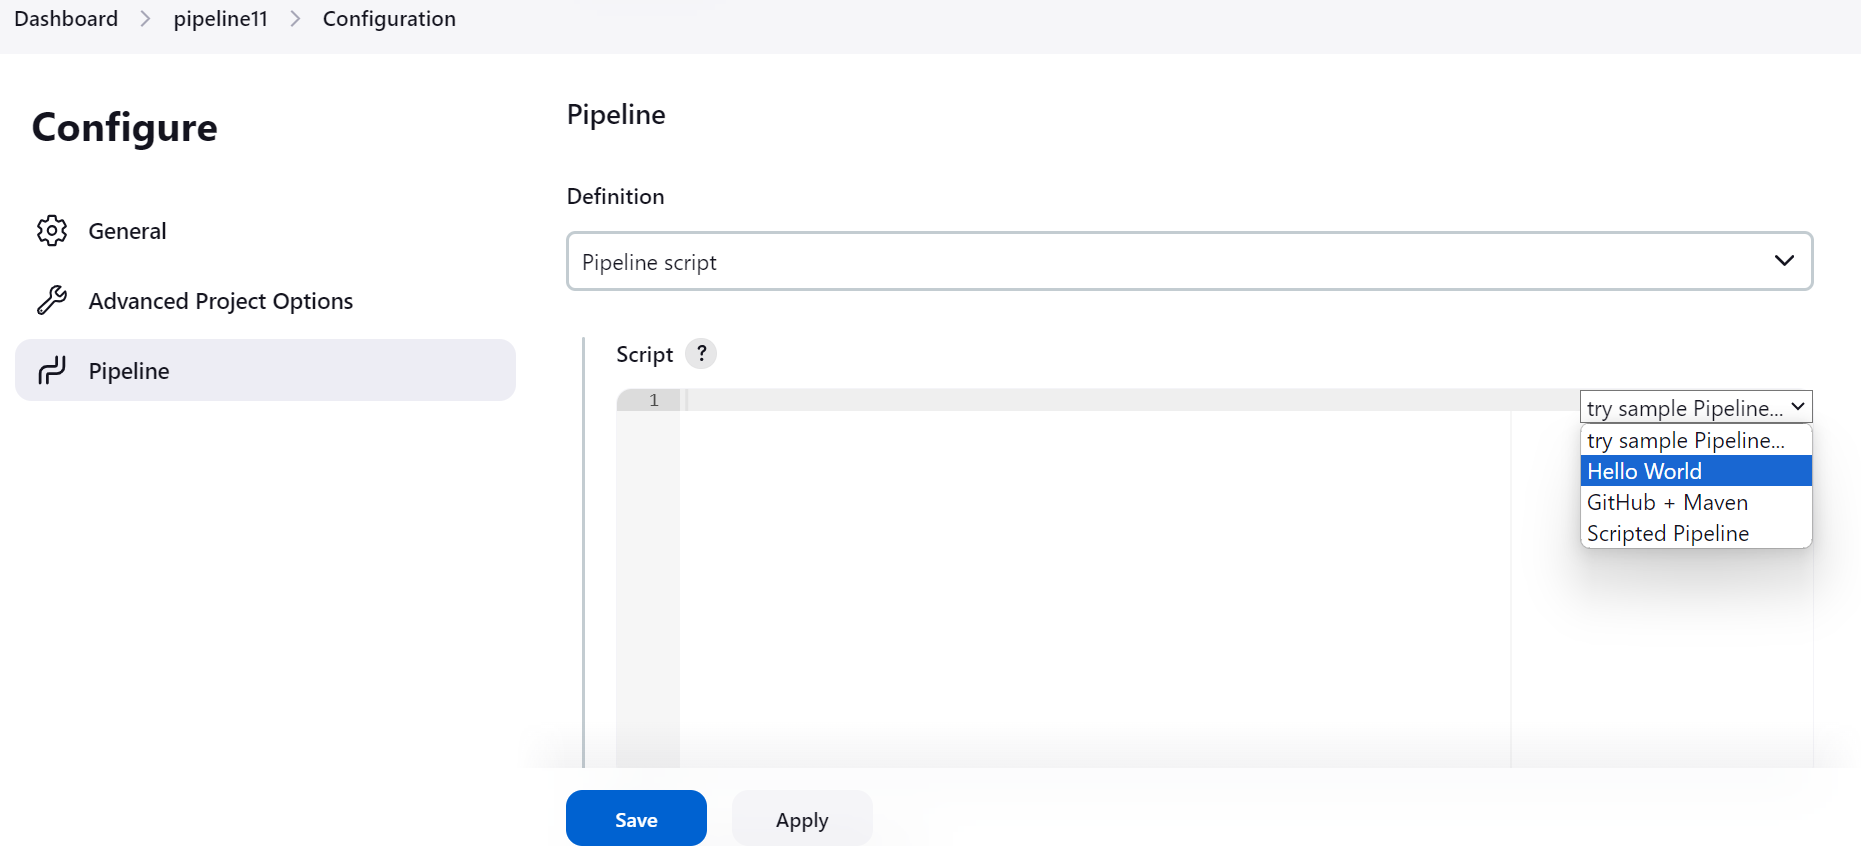 Dashboard > pipeline11 > Configuration
Configure
General
Advanced Project Options
Pipeline
Pipeline
Definition
Pipeline script
Script ?
1
try sample Pipeline...
try sample Pipeline...
Hello World
GitHub + Maven
Scripted Pipeline
Save Apply